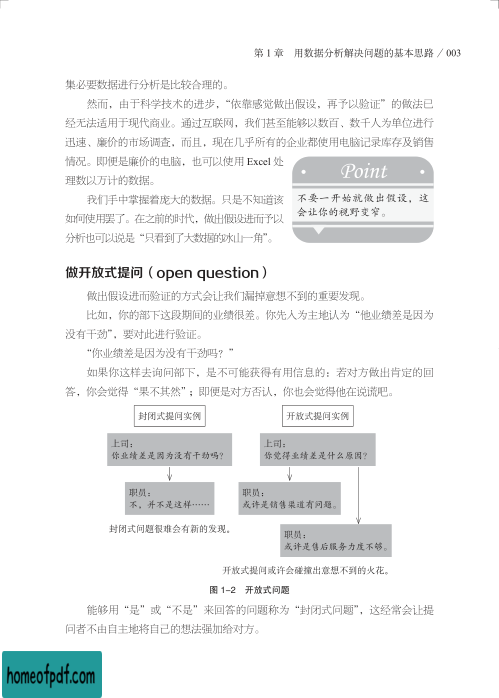 第 1 章　用数据分析解决问题的基本思路 / 003
集必要数据进行分析是比较合理的。
然而，由于科学技术的进步，“依靠感觉做出假设，再予以验证”的做法已
经无法适用于现代商业。通过互联网，我们甚至能够以数百、数千人为单位进行
迅速、廉价的市场调查，而且，现在几乎所有的企业都使用电脑记录库存及销售
情况。即便是廉价的电脑，也可以使用 Excel 处
理数以万计的数据。
我们手中掌握着庞大的数据。只是不知道该
如何使用罢了。在之前的时代，做出假设进而予以
分析也可以说是“只看到了大数据的冰山一角”。
Point
不要一开始就做出假设，这
会让你的视野变窄。
做开放式提问（open question）
做出假设进而验证的方式会让我们漏掉意想不到的重要发现。
比如，你的部下这段期间的业绩很差。你先入为主地认为“他业绩差是因为
没有干劲”，要对此进行验证。
“你业绩差是因为没有干劲吗？”
如果你这样去询问部下，是不可能获得有用信息的；若对方做出肯定的回
答，你会觉得“果不其然”；即便是对方否认，你也会觉得他在说谎吧。
封闭式提问实例
上司：
你业绩差是因为没有干劲吗？
职员：
不，并不是这样……
封闭式问题很难会有新的发现。
开放式提问实例
上司：
你觉得业绩差是什么原因？
职员：
或许是销售渠道有问题。
职员：
或许是售后服务力度不够。
开放式提问或许会碰撞出意想不到的火花。
图 1-2　开放式问题
能够用“是”或“不是”来回答的问题称为“封闭式问题”，这经常会让提
问者不由自主地将自己的想法强加给对方。
homeofpdf.com